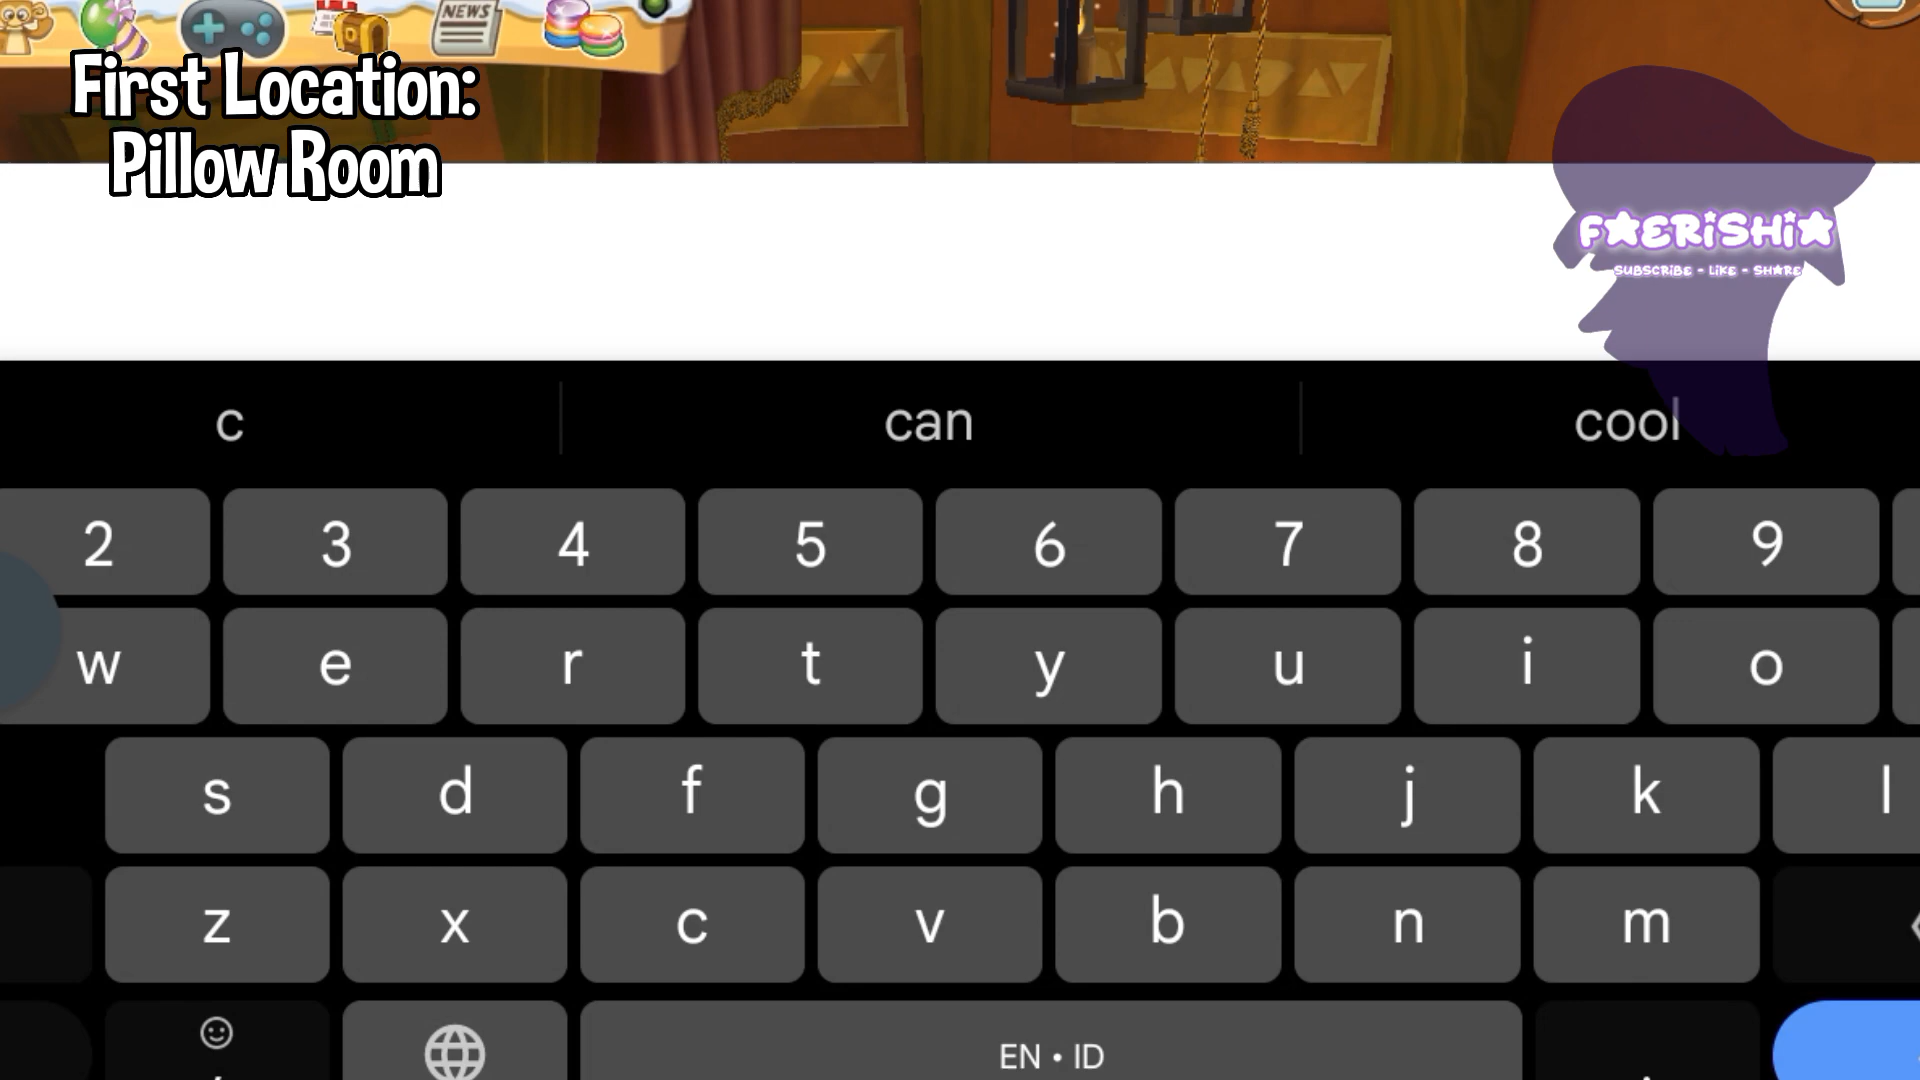 NEWS
First Location:
Pillow Room
F★ERiSHi★
SUBSCRIBE - LIKE - SHARE
c can cool
2 3 4 5 6 7 8 9
w e r t y u i o
s d f g h j k l
z x c v b n m
EN • ID